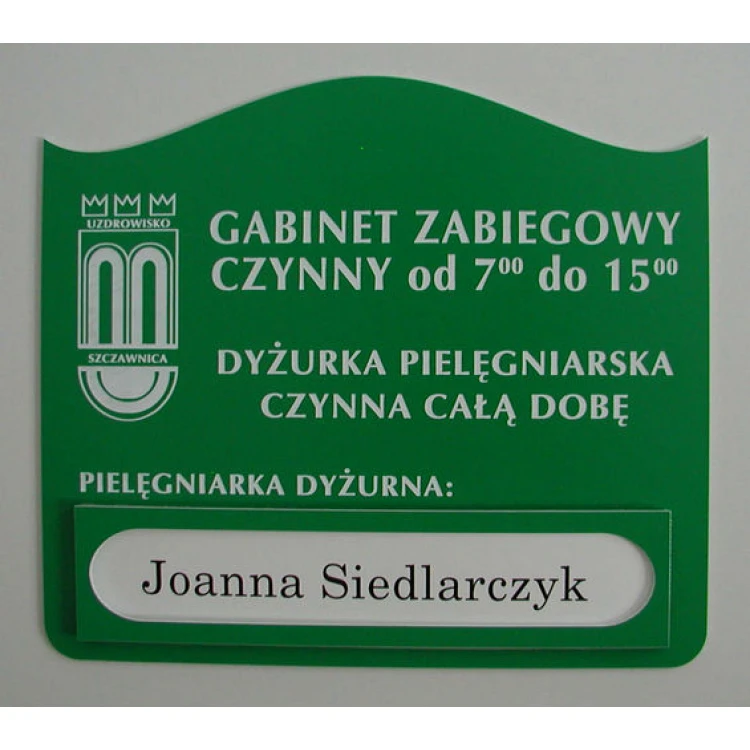 UZDROWISKO
SZCZAWNICA
GABINET ZABIEGOWY
CZYNNY od 7⁰⁰ do 15⁰⁰
DYŻURKA PIELĘGNIARSKA
CZYNNA CAŁĄ DOBĘ
PIELĘGNIARKA DYŻURNA:
Joanna Siedlarczyk